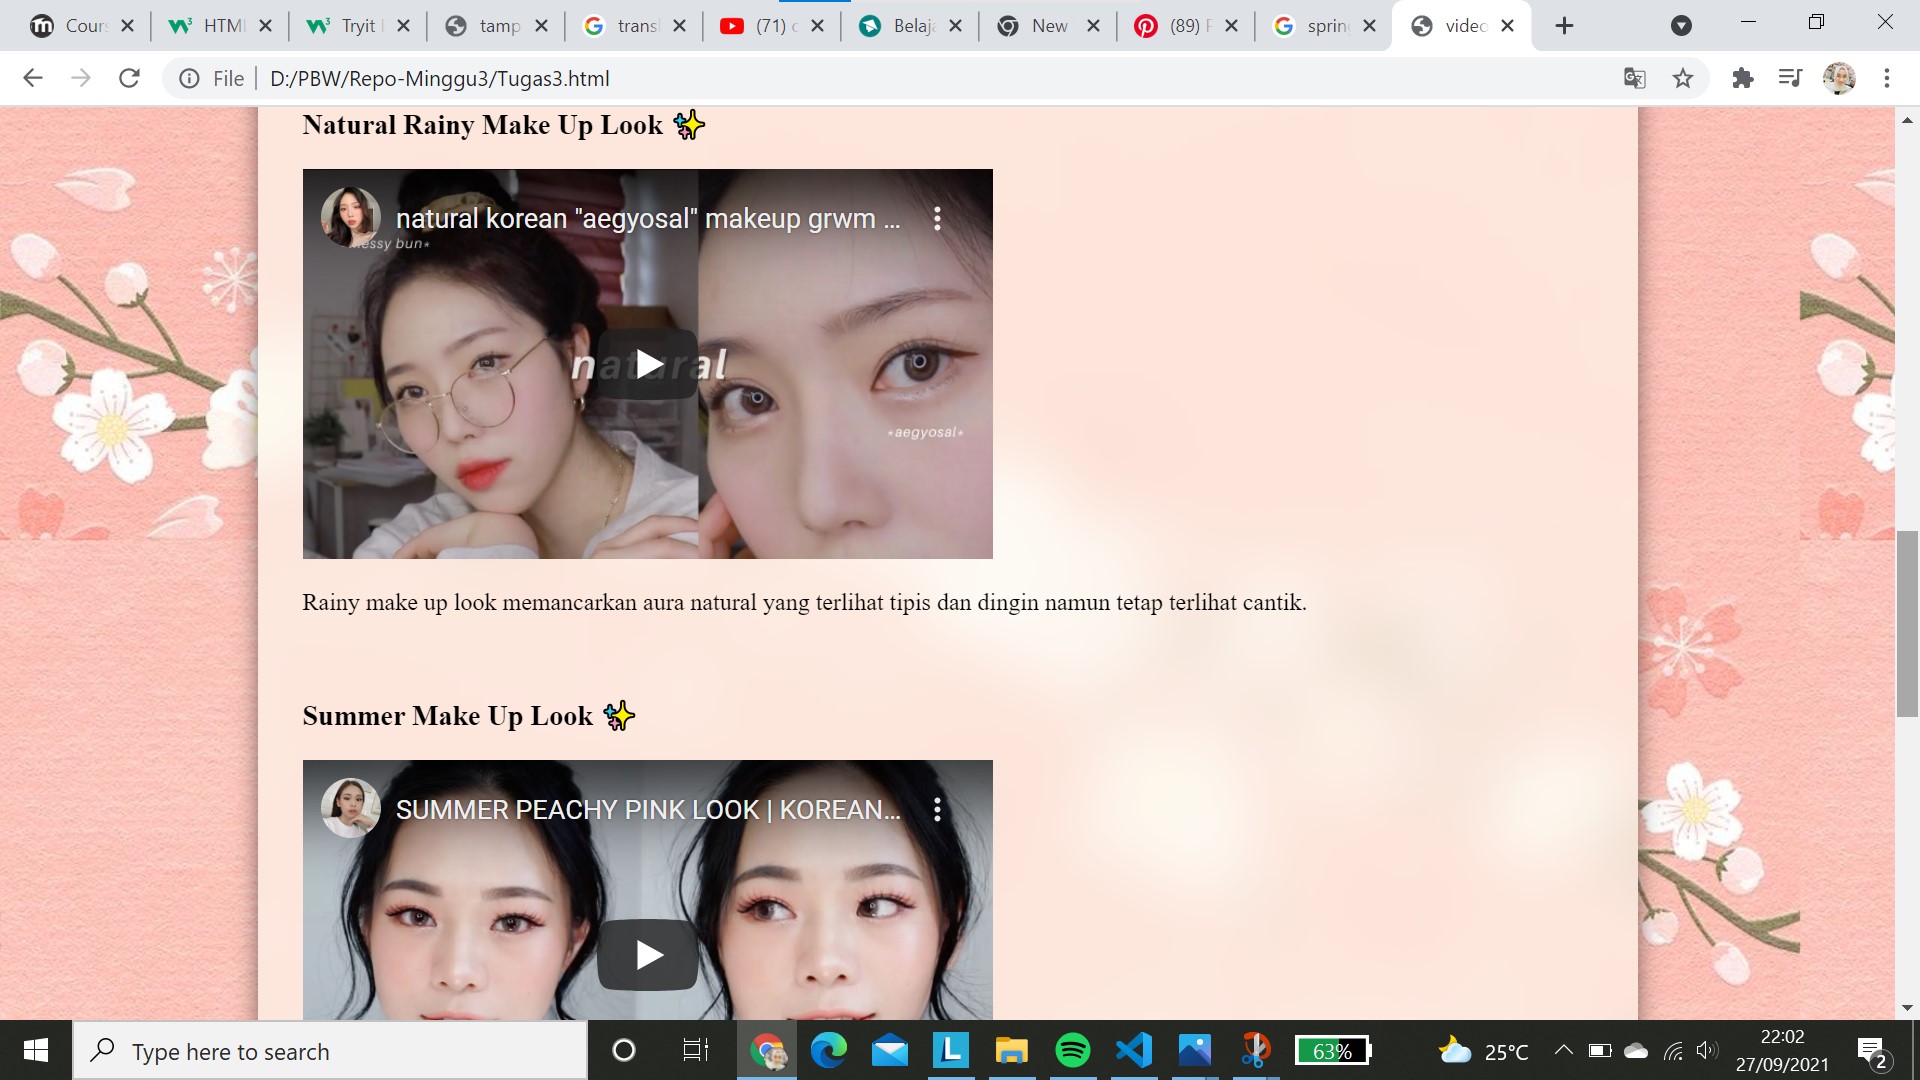 Cours
HTML
Tryit
tamp
transl
(71) c
Belaja
New
(89) P
spring
video
File
D:/PBW/Repo-Minggu3/Tugas3.html
Natural Rainy Make Up Look ✨
natural korean "aegyosal" makeup grwm ...
messy bun*
natural
*aegyosal*
Rainy make up look memancarkan aura natural yang terlihat tipis dan dingin namun tetap terlihat cantik.
Summer Make Up Look ✨
SUMMER PEACHY PINK LOOK | KOREAN...
Type here to search
63%
25°C
22:02
27/09/2021
2